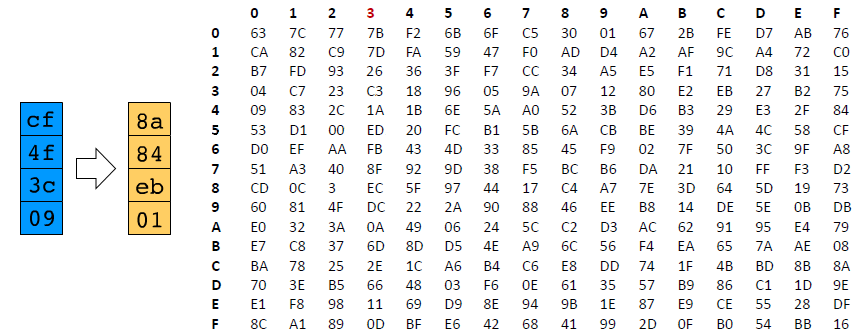 cf 8a
4f 84
3c eb
09 01
0 1 2 3 4 5 6 7 8 9 A B C D E F
0 63 7C 77 7B F2 6B 6F C5 30 01 67 2B FE D7 AB 76
1 CA 82 C9 7D FA 59 47 F0 AD D4 A2 AF 9C A4 72 C0
2 B7 FD 93 26 36 3F F7 CC 34 A5 E5 F1 71 D8 31 15
3 04 C7 23 C3 18 96 05 9A 07 12 80 E2 EB 27 B2 75
4 09 83 2C 1A 1B 6E 5A A0 52 3B D6 B3 29 E3 2F 84
5 53 D1 00 ED 20 FC B1 5B 6A CB BE 39 4A 4C 58 CF
6 D0 EF AA FB 43 4D 33 85 45 F9 02 7F 50 3C 9F A8
7 51 A3 40 8F 92 9D 38 F5 BC B6 DA 21 10 FF F3 D2
8 CD 0C 3 EC 5F 97 44 17 C4 A7 7E 3D 64 5D 19 73
9 60 81 4F DC 22 2A 90 88 46 EE B8 14 DE 5E 0B DB
A E0 32 3A 0A 49 06 24 5C C2 D3 AC 62 91 95 E4 79
B E7 C8 37 6D 8D D5 4E A9 6C 56 F4 EA 65 7A AE 08
C BA 78 25 2E 1C A6 B4 C6 E8 DD 74 1F 4B BD 8B 8A
D 70 3E B5 66 48 03 F6 0E 61 35 57 B9 86 C1 1D 9E
E E1 F8 98 11 69 D9 8E 94 9B 1E 87 E9 CE 55 28 DF
F 8C A1 89 0D BF E6 42 68 41 99 2D 0F B0 54 BB 16